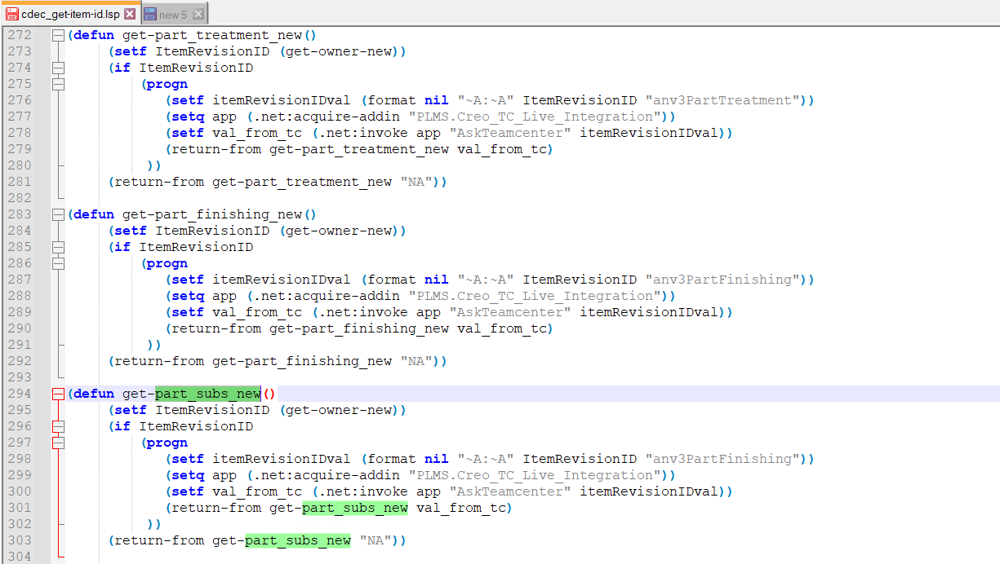 cdec_get-item-id.lsp new 5
272 (defun get-part_treatment_new()
273 (setf ItemRevisionID (get-owner-new))
274 (if ItemRevisionID
275 (progn
276 (setf itemRevisionIDval (format nil "~A:~A" ItemRevisionID "anv3PartTreatment"))
277 (setq app (.net:acquire-addin "PLMS.Creo_TC_Live_Integration"))
278 (setf val_from_tc (.net:invoke app "AskTeamcenter" itemRevisionIDval))
279 (return-from get-part_treatment_new val_from_tc)
280 ))
281 (return-from get-part_treatment_new "NA"))
282
283 (defun get-part_finishing_new()
284 (setf ItemRevisionID (get-owner-new))
285 (if ItemRevisionID
286 (progn
287 (setf itemRevisionIDval (format nil "~A:~A" ItemRevisionID "anv3PartFinishing"))
288 (setq app (.net:acquire-addin "PLMS.Creo_TC_Live_Integration"))
289 (setf val_from_tc (.net:invoke app "AskTeamcenter" itemRevisionIDval))
290 (return-from get-part_finishing_new val_from_tc)
291 ))
292 (return-from get-part_finishing_new "NA"))
293
294 (defun get-part_subs_new()
295 (setf ItemRevisionID (get-owner-new))
296 (if ItemRevisionID
297 (progn
298 (setf itemRevisionIDval (format nil "~A:~A" ItemRevisionID "anv3PartFinishing"))
299 (setq app (.net:acquire-addin "PLMS.Creo_TC_Live_Integration"))
300 (setf val_from_tc (.net:invoke app "AskTeamcenter" itemRevisionIDval))
301 (return-from get-part_subs_new val_from_tc)
302 ))
303 (return-from get-part_subs_new "NA"))
304